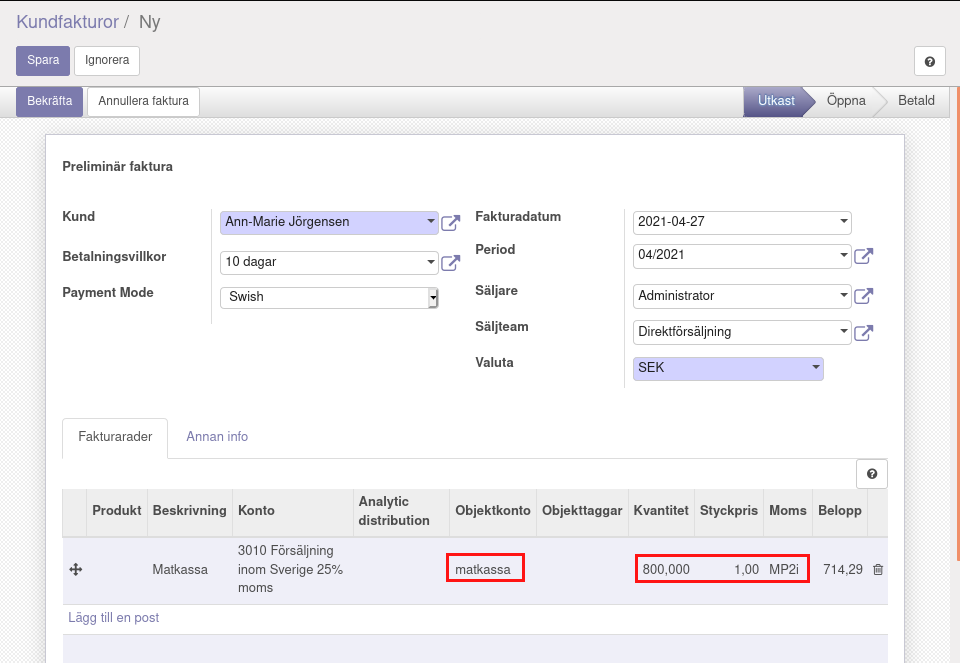 Kundfakturor / Ny
Spara Ignorera
Bekräfta Annullera faktura Utkast Öppna Betald
Preliminär faktura
Kund Ann-Marie Jörgensen
Betalningsvillkor 10 dagar
Payment Mode Swish
Fakturadatum 2021-04-27
Period 04/2021
Säljare Administrator
Säljteam Direktförsäljning
Valuta SEK
Fakturarader Annan info
Produkt Beskrivning Konto Analytic distribution Objektkonto Objekttaggar Kvantitet Styckpris Moms Belopp
Matkassa 3010 Försäljning inom Sverige 25% moms matkassa 800,000 1,00 MP2i 714,29
Lägg till en post